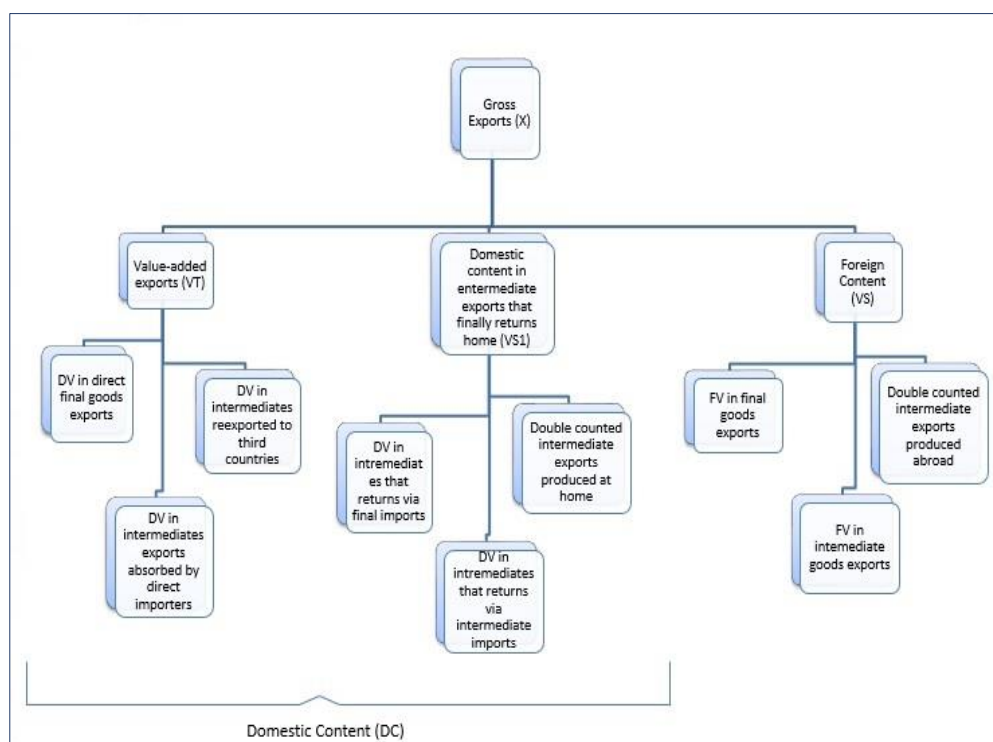 Gross
Exports (X)
Value-added
exports (VT)
Domestic
content in
entermediate
exports that
finally returns
home (VS1)
Foreign
Content
(VS)
DV in direct
final goods
exports
DV in
intermediates
reexported to
third
countries
DV in
intermediates
exports
absorbed by
direct
importers
DV in
intremediat
es that
returns via
final imports
Double counted
intermediate
exports
produced at
home
DV in
intremediates
that returns
via
intermediate
imports
FV in final
goods
exports
Double counted
intermediate
exports
produced
abroad
FV in
intemediate
goods exports
Domestic Content (DC)